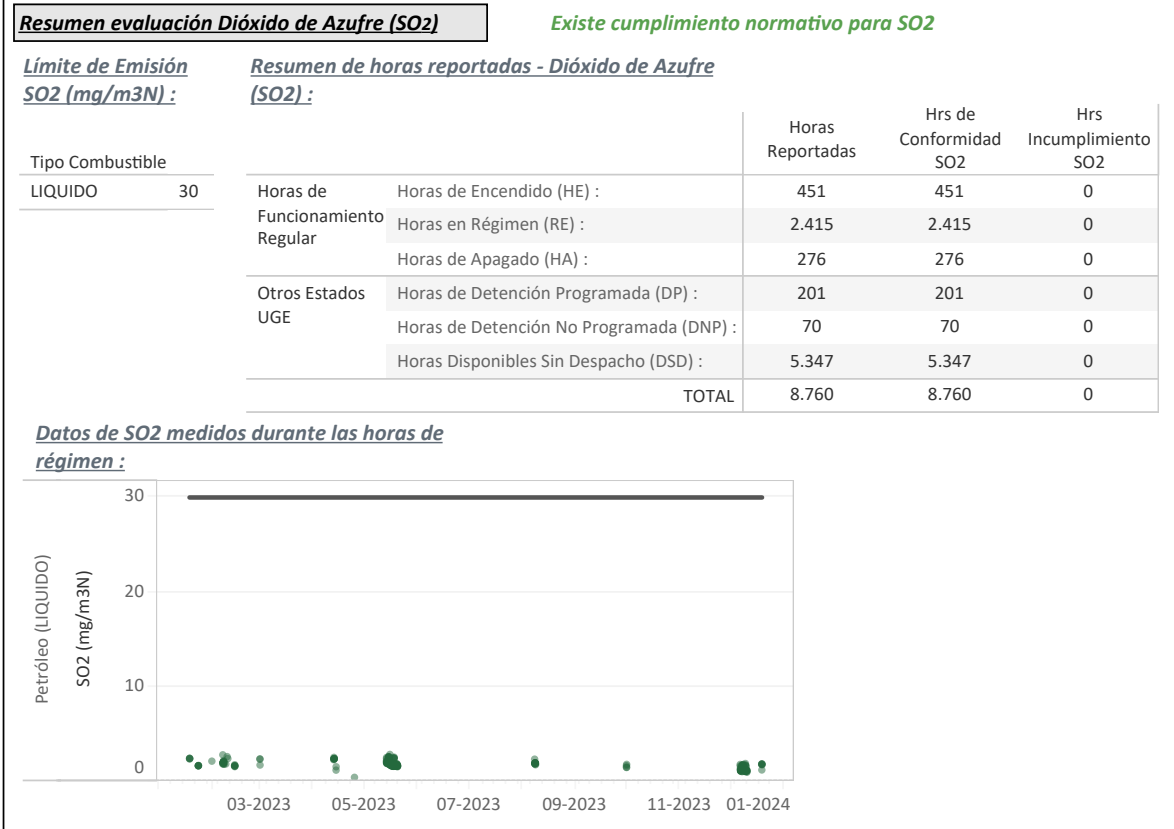 Resumen evaluación Dióxido de Azufre (SO2)
Existe cumplimiento normativo para SO2
Límite de Emisión
SO2 (mg/m3N) :
Resumen de horas reportadas - Dióxido de Azufre
(SO2) :
Tipo Combustible
LIQUIDO 30
Horas
Reportadas
Hrs de
Conformidad
SO2
Hrs
Incumplimiento
SO2
Horas de
Funcionamiento
Regular
Horas de Encendido (HE) : 451 451 0
Horas en Régimen (RE) : 2.415 2.415 0
Horas de Apagado (HA) : 276 276 0
Otros Estados
UGE
Horas de Detención Programada (DP) : 201 201 0
Horas de Detención No Programada (DNP) : 70 70 0
Horas Disponibles Sin Despacho (DSD) : 5.347 5.347 0
TOTAL 8.760 8.760 0
Datos de SO2 medidos durante las horas de
régimen :
Petróleo (LIQUIDO)
SO2 (mg/m3N)
30
20
10
0
03-2023 05-2023 07-2023 09-2023 11-2023 01-2024